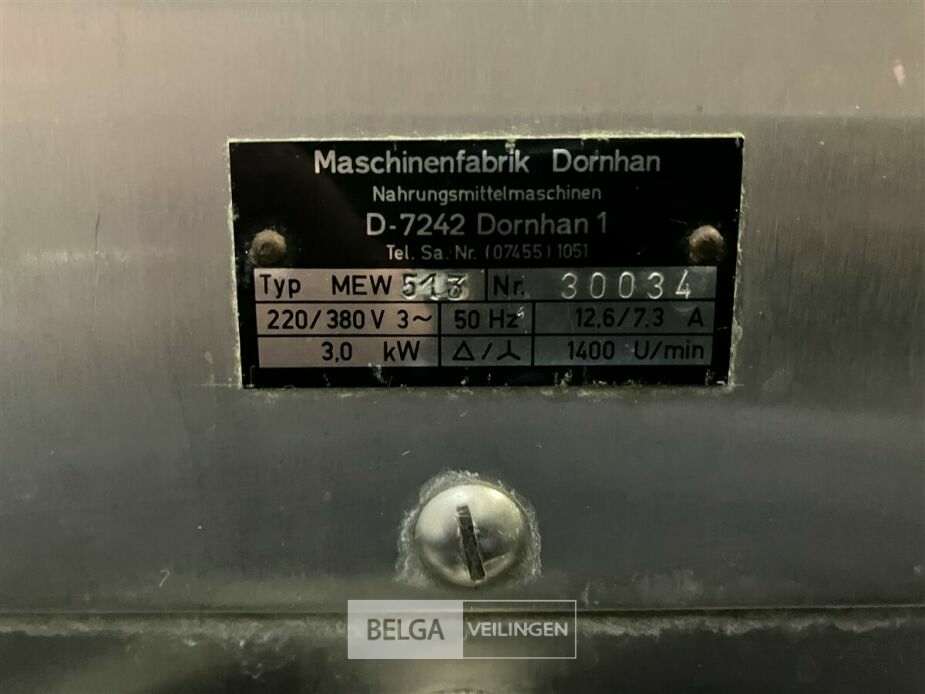 Maschinenfabrik Dornhan
Nahrungsmittelmaschinen
D-7242 Dornhan 1
Tel. Sa. Nr. (07455) 1051
Typ MEW 513 Nr. 30034
220/380 V 3~ 50 Hz 12,6/7,3 A
3,0 kW △/⅄ 1400 U/min
BELGA VEILINGEN